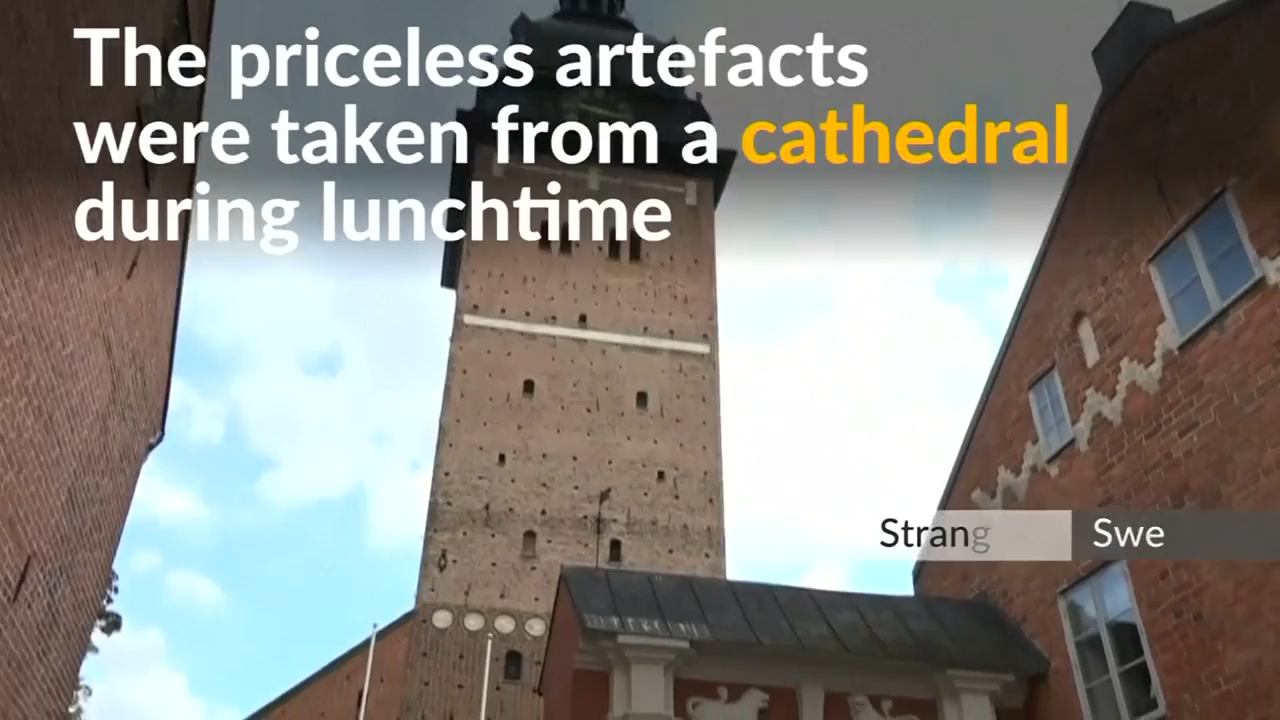 The priceless artefacts
were taken from a cathedral
during lunchtime
Strang
Swe